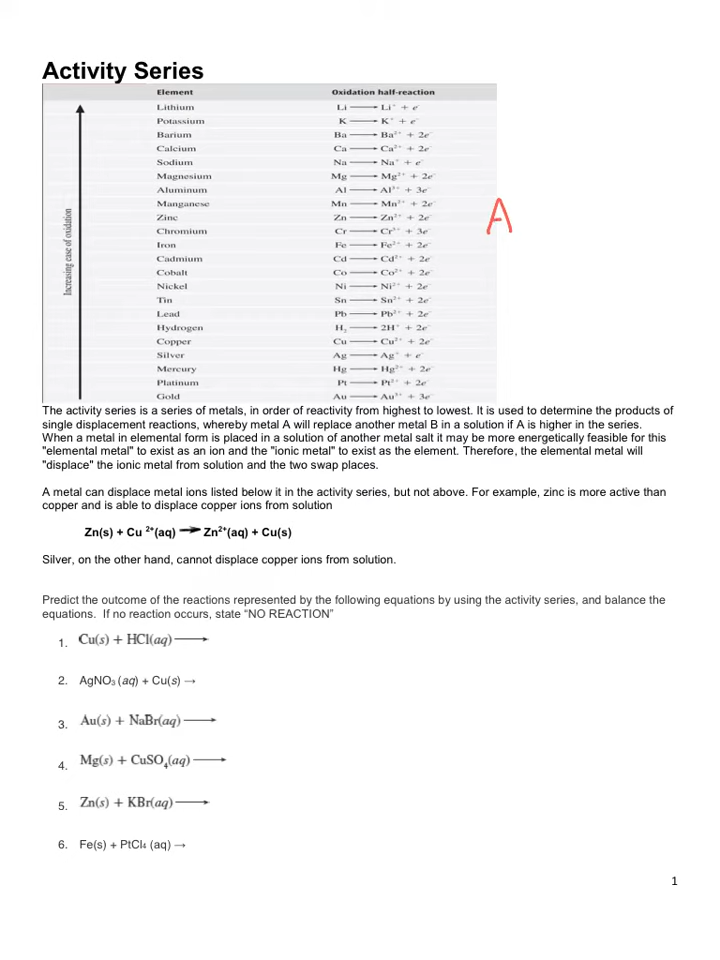 Activity Series
Element Oxidation half-reaction
Lithium Li → Li⁺ + e⁻
Potassium K → K⁺ + e⁻
Barium Ba → Ba²⁺ + 2e⁻
Calcium Ca → Ca²⁺ + 2e⁻
Sodium Na → Na⁺ + e⁻
Magnesium Mg → Mg²⁺ + 2e⁻
Aluminum Al → Al³⁺ + 3e⁻
Manganese Mn → Mn²⁺ + 2e⁻
Zinc Zn → Zn²⁺ + 2e⁻
Chromium Cr → Cr³⁺ + 3e⁻
Iron Fe → Fe²⁺ + 2e⁻
Cadmium Cd → Cd²⁺ + 2e⁻
Cobalt Co → Co²⁺ + 2e⁻
Nickel Ni → Ni²⁺ + 2e⁻
Tin Sn → Sn²⁺ + 2e⁻
Lead Pb → Pb²⁺ + 2e⁻
Hydrogen H₂ → 2H⁺ + 2e⁻
Copper Cu → Cu²⁺ + 2e⁻
Silver Ag → Ag⁺ + e⁻
Mercury Hg → Hg²⁺ + 2e⁻
Platinum Pt → Pt²⁺ + 2e⁻
Gold Au → Au³⁺ + 3e⁻
Increasing ease of oxidation
A
The activity series is a series of metals, in order of reactivity from highest to lowest. It is used to determine the products of
single displacement reactions, whereby metal A will replace another metal B in a solution if A is higher in the series.
When a metal in elemental form is placed in a solution of another metal salt it may be more energetically feasible for this
"elemental metal" to exist as an ion and the "ionic metal" to exist as the element. Therefore, the elemental metal will
"displace" the ionic metal from solution and the two swap places.
A metal can displace metal ions listed below it in the activity series, but not above. For example, zinc is more active than
copper and is able to displace copper ions from solution
Zn(s) + Cu ²⁺(aq) → Zn²⁺(aq) + Cu(s)
Silver, on the other hand, cannot displace copper ions from solution.
Predict the outcome of the reactions represented by the following equations by using the activity series, and balance the
equations. If no reaction occurs, state “NO REACTION”
1. Cu(s) + HCl(aq) →
2. AgNO₃ (aq) + Cu(s) →
3. Au(s) + NaBr(aq) →
4. Mg(s) + CuSO₄(aq) →
5. Zn(s) + KBr(aq) →
6. Fe(s) + PtCl₄ (aq) →
1